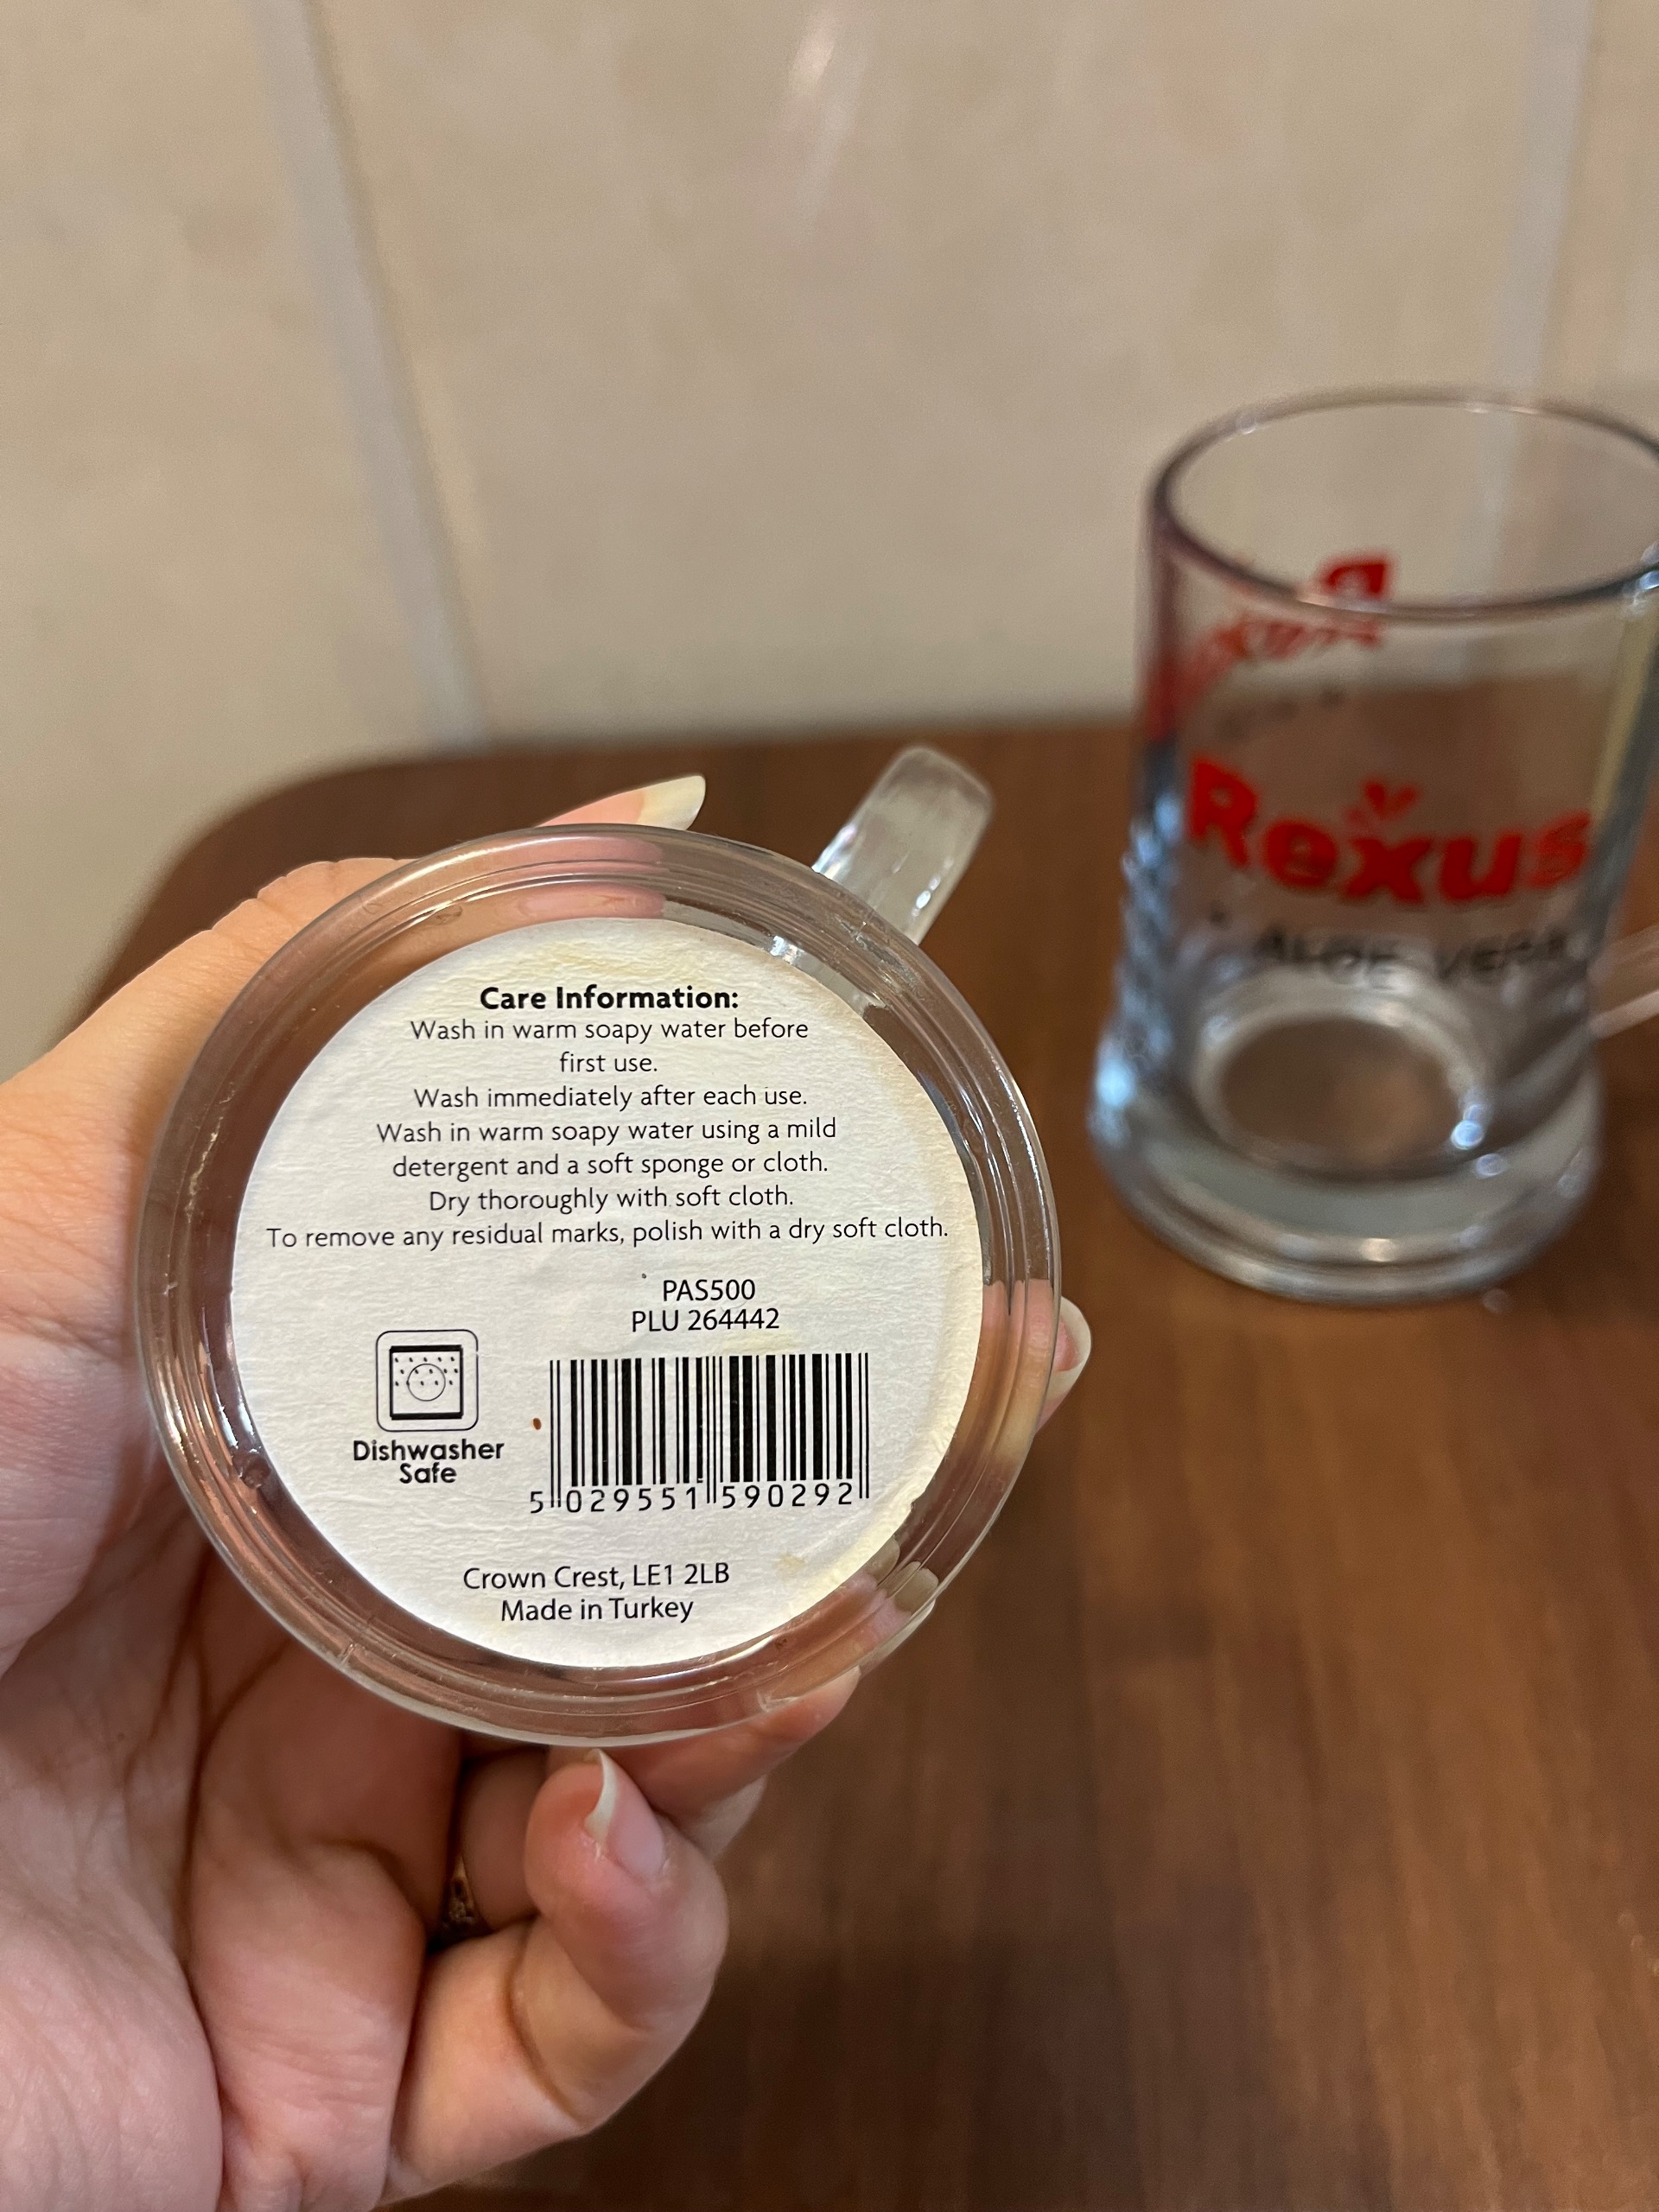 Care Information:
Wash in warm soapy water before
first use.
Wash immediately after each use.
Wash in warm soapy water using a mild
detergent and a soft sponge or cloth.
Dry thoroughly with soft cloth.
To remove any residual marks, polish with a dry soft cloth.
PAS500
PLU 264442
Dishwasher
Safe
5 029551 590292
Crown Crest, LE1 2LB
Made in Turkey
Rexus
ALOE VERA